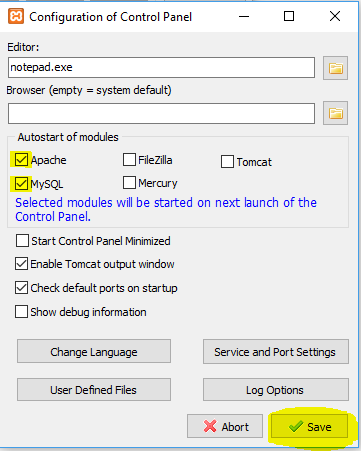 Configuration of Control Panel
Editor:
notepad.exe
Browser (empty = system default)
Autostart of modules
Apache
FileZilla
Tomcat
MySQL
Mercury
Selected modules will be started on next launch of the
Control Panel.
Start Control Panel Minimized
Enable Tomcat output window
Check default ports on startup
Show debug information
Change Language
Service and Port Settings
User Defined Files
Log Options
Abort
Save